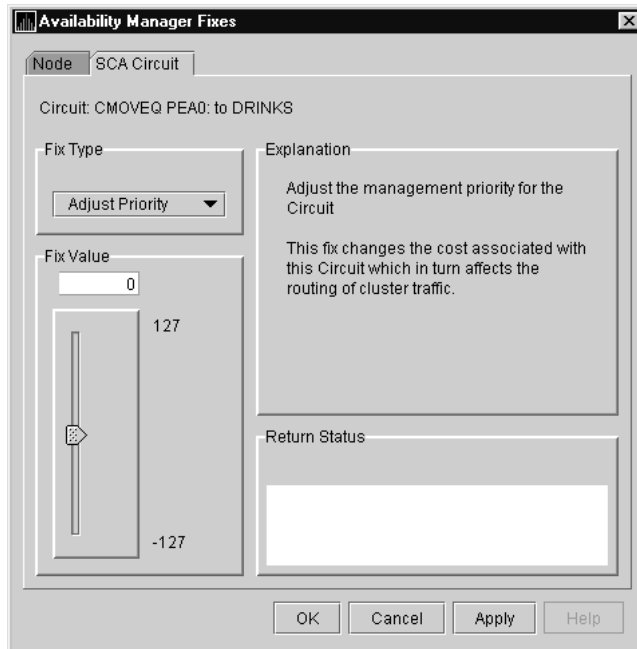 Availability Manager Fixes
Node
SCA Circuit
Circuit: CMOVEQ PEA0: to DRINKS
Fix Type
Adjust Priority
Fix Value
0
127
-127
Explanation
Adjust the management priority for the
Circuit
This fix changes the cost associated with
this Circuit which in turn affects the
routing of cluster traffic.
Return Status
OK
Cancel
Apply
Help